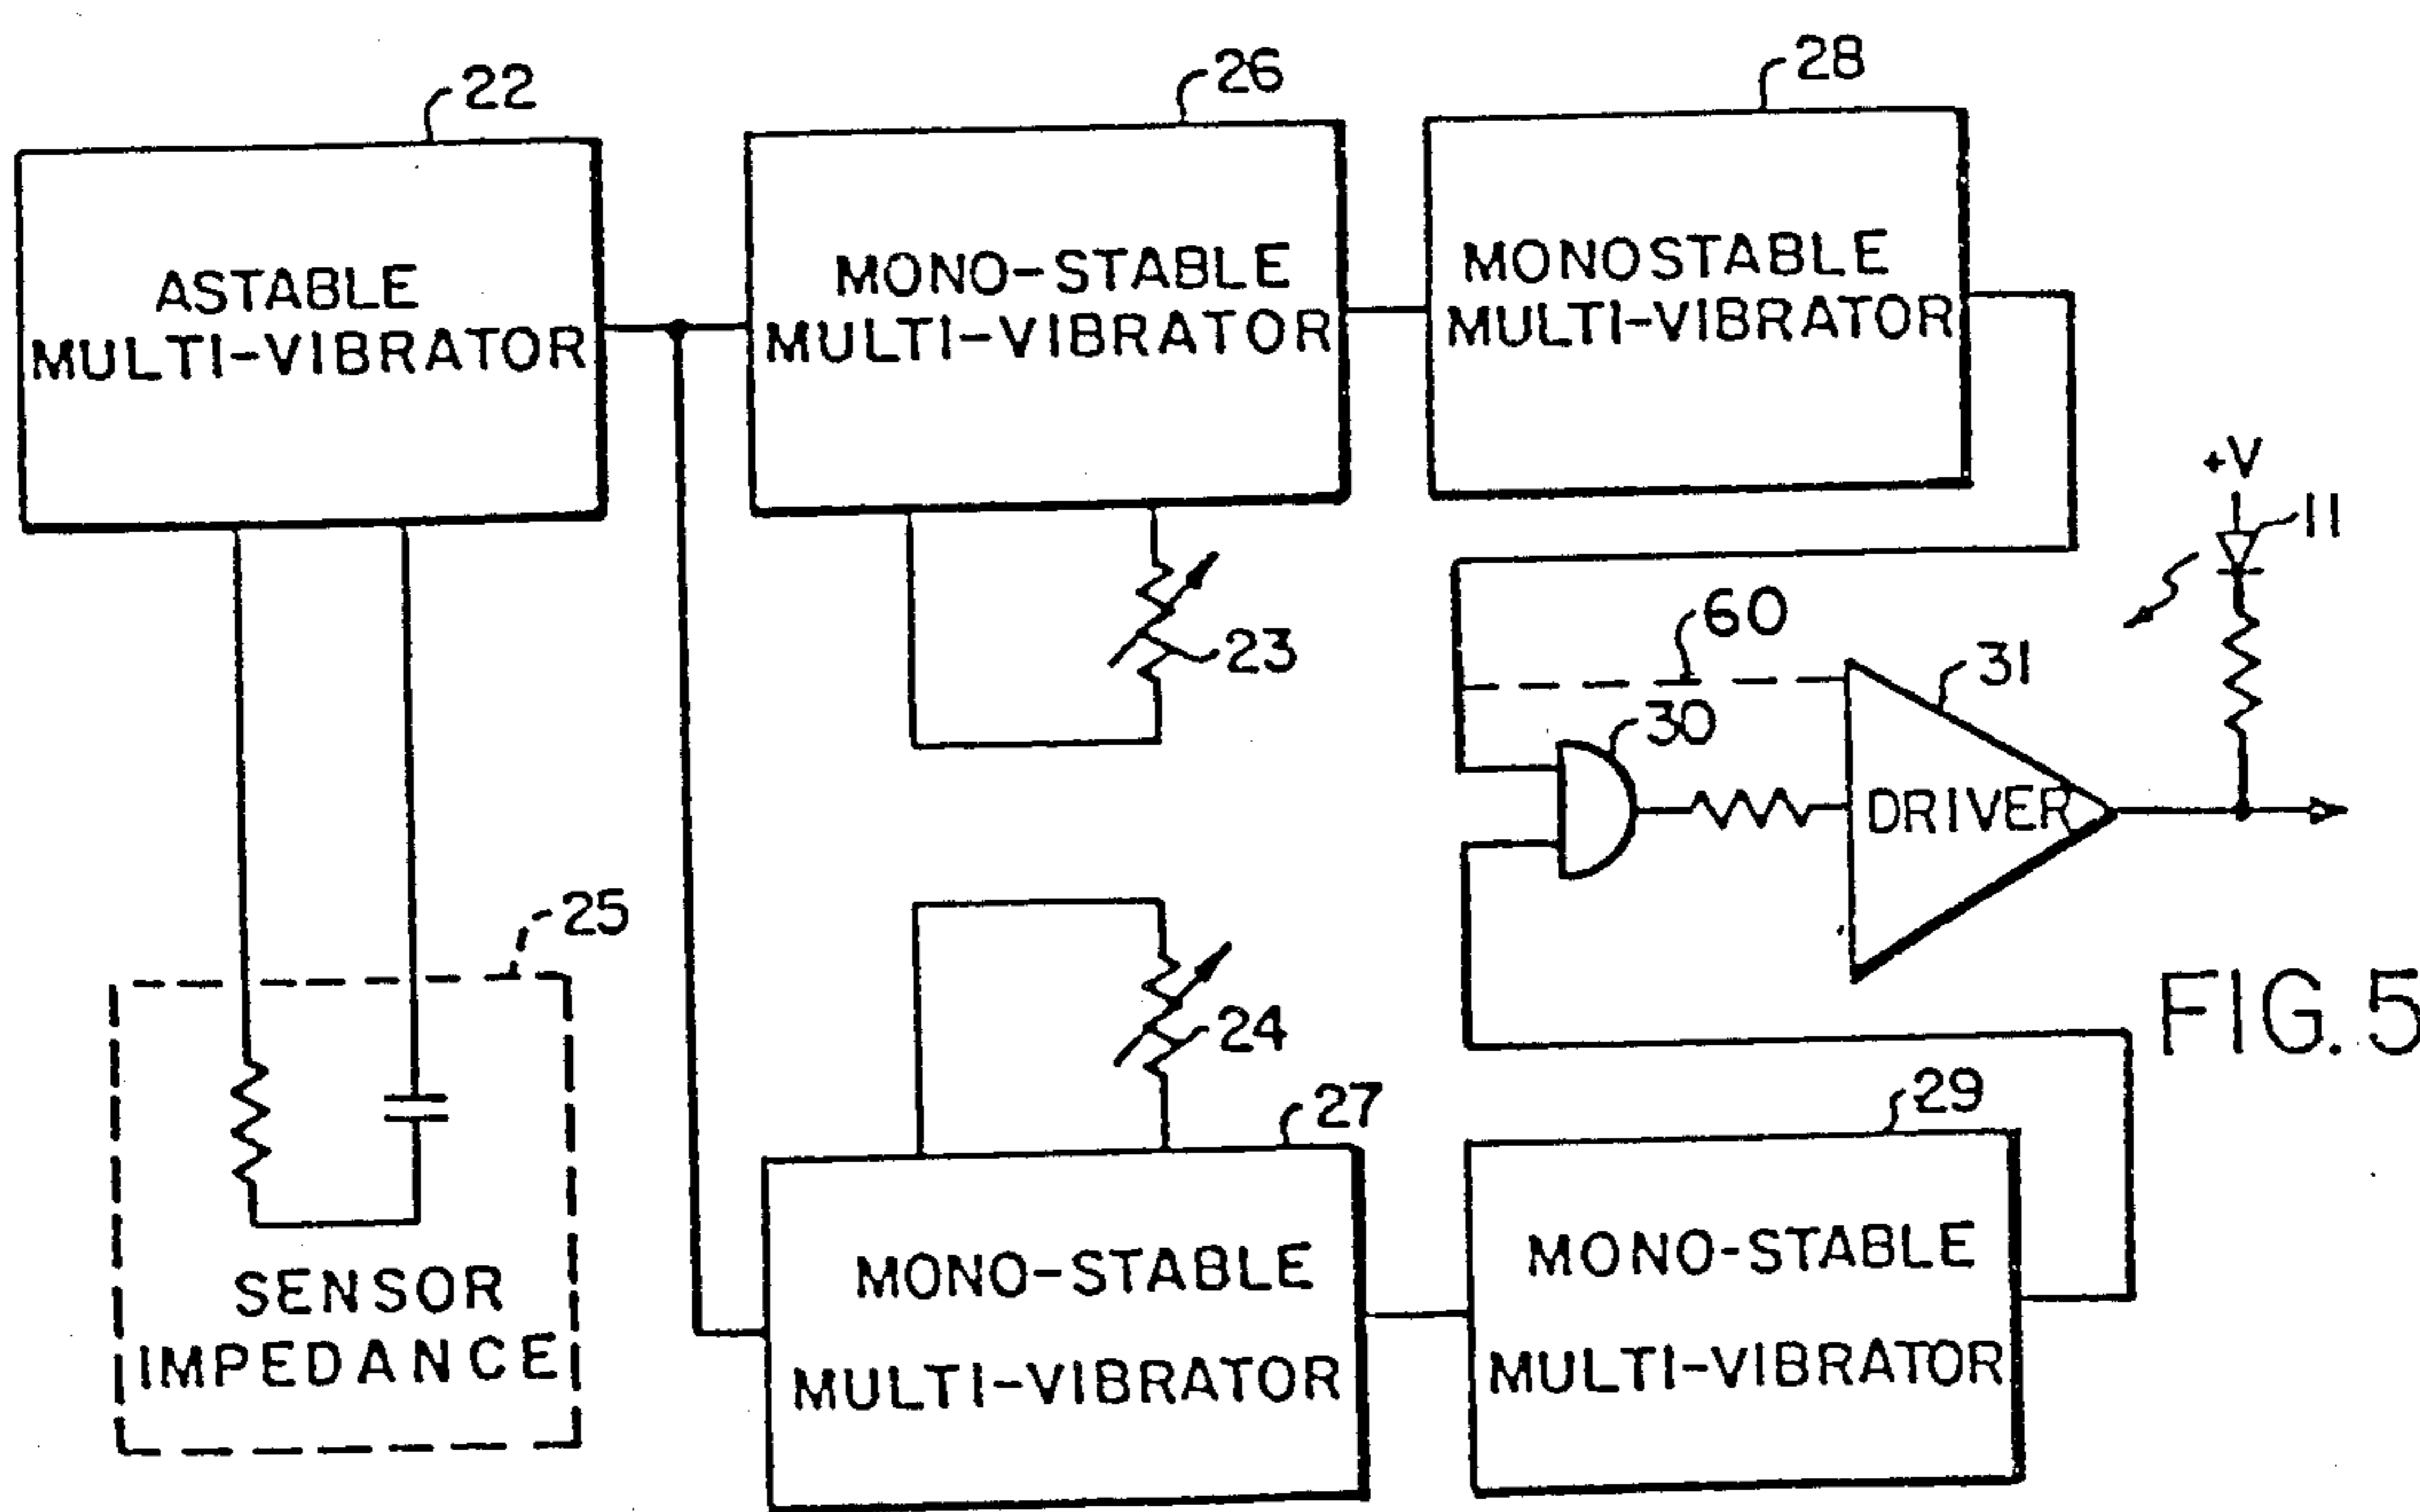 22
26
28
ASTABLE
MULTI-VIBRATOR
MONO-STABLE
MULTI-VIBRATOR
MONOSTABLE
MULTI-VIBRATOR
+V
11
60
23
31
30
DRIVER
25
24
FIG. 5
27
29
SENSOR
IMPEDANCE
MONO-STABLE
MULTI-VIBRATOR
MONO-STABLE
MULTI-VIBRATOR